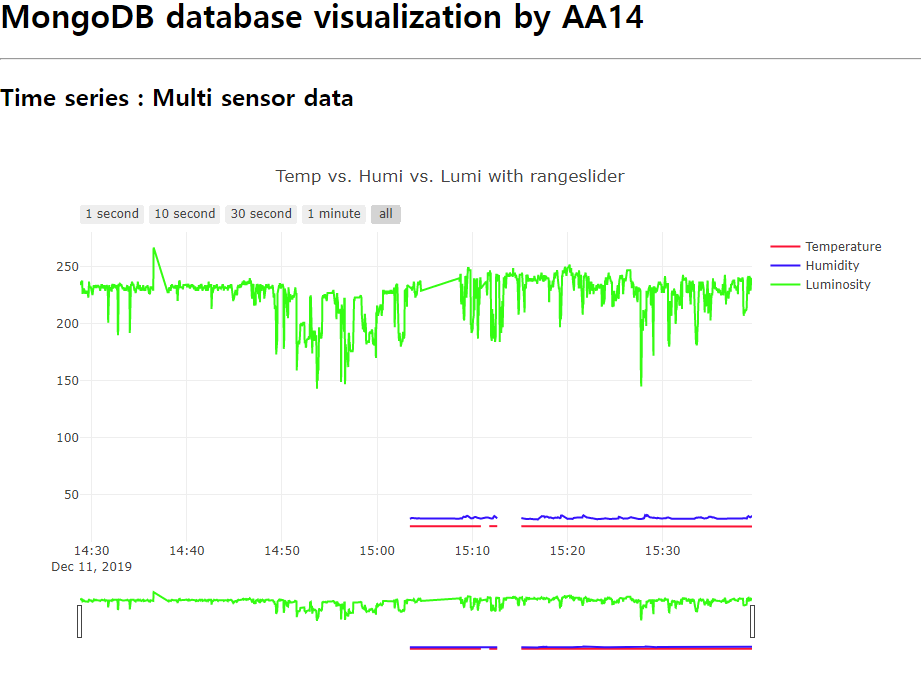 MongoDB database visualization by AA14
Time series : Multi sensor data
Temp vs. Humi vs. Lumi with rangeslider
1 second 10 second 30 second 1 minute all
Temperature
Humidity
Luminosity
250
200
150
100
50
14:30 14:40 14:50 15:00 15:10 15:20 15:30
Dec 11, 2019